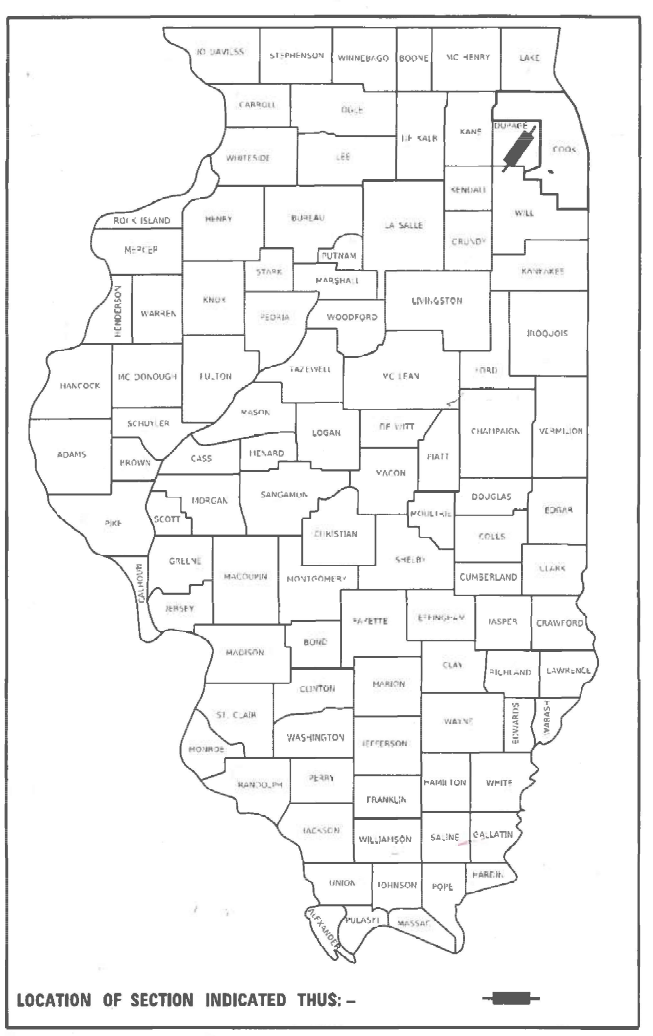 JO DAVIESS STEPHENSON WINNEBAGO BOONE MC HENRY LAKE
CARROLL OGLE DE KALB KANE DUPAGE COOK
WHITESIDE LEE KENDALL WILL
ROCK ISLAND HENRY BUREAU LA SALLE GRUNDY
MERCER PUTNAM KANKAKEE
STARK MARSHALL
HENDERSON WARREN KNOX PEORIA WOODFORD LIVINGSTON IROQUOIS
HANCOCK MC DONOUGH FULTON TAZEWELL MC LEAN FORD
MASON
SCHUYLER LOGAN DE WITT CHAMPAIGN VERMILION
ADAMS BROWN CASS MENARD MACON PIATT
PIKE SCOTT MORGAN SANGAMON DOUGLAS EDGAR
CHRISTIAN MOULTRIE COLES
CALHOUN GREENE MACOUPIN MONTGOMERY SHELBY CUMBERLAND CLARK
JERSEY FAYETTE EFFINGHAM JASPER CRAWFORD
MADISON BOND CLAY RICHLAND LAWRENCE
CLINTON MARION
ST. CLAIR WAYNE EDWARDS WABASH
MONROE WASHINGTON JEFFERSON
RANDOLPH PERRY HAMILTON WHITE
FRANKLIN
JACKSON WILLIAMSON SALINE GALLATIN
UNION JOHNSON POPE HARDIN
ALEXANDER PULASKI MASSAC
LOCATION OF SECTION INDICATED THUS: –